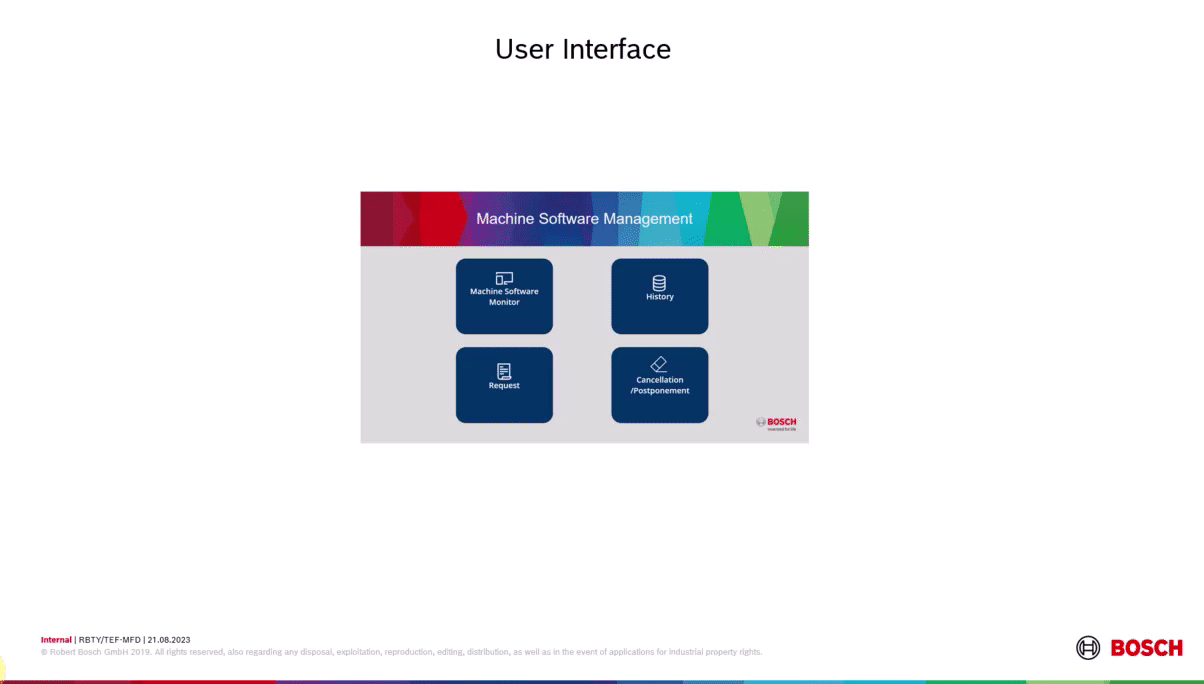 User Interface
Machine Software Management
Machine Software
Monitor
History
Request
Cancellation
/Postponement
BOSCH
Invented for life
Internal | RBTY/TEF-MFD | 21.08.2023
© Robert Bosch GmbH 2019. All rights reserved, also regarding any disposal, exploitation, reproduction, editing, distribution, as well as in the event of applications for industrial property rights.
BOSCH